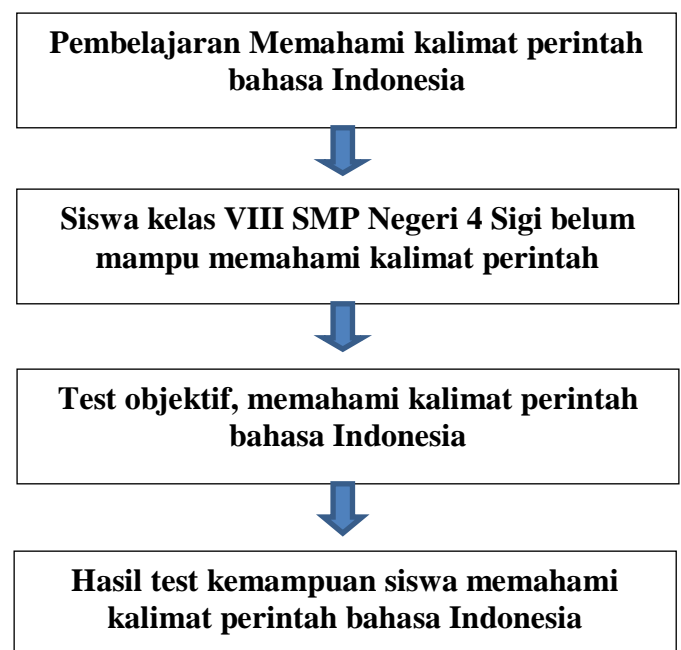 Pembelajaran Memahami kalimat perintah
bahasa Indonesia
Siswa kelas VIII SMP Negeri 4 Sigi belum
mampu memahami kalimat perintah
Test objektif, memahami kalimat perintah
bahasa Indonesia
Hasil test kemampuan siswa memahami
kalimat perintah bahasa Indonesia